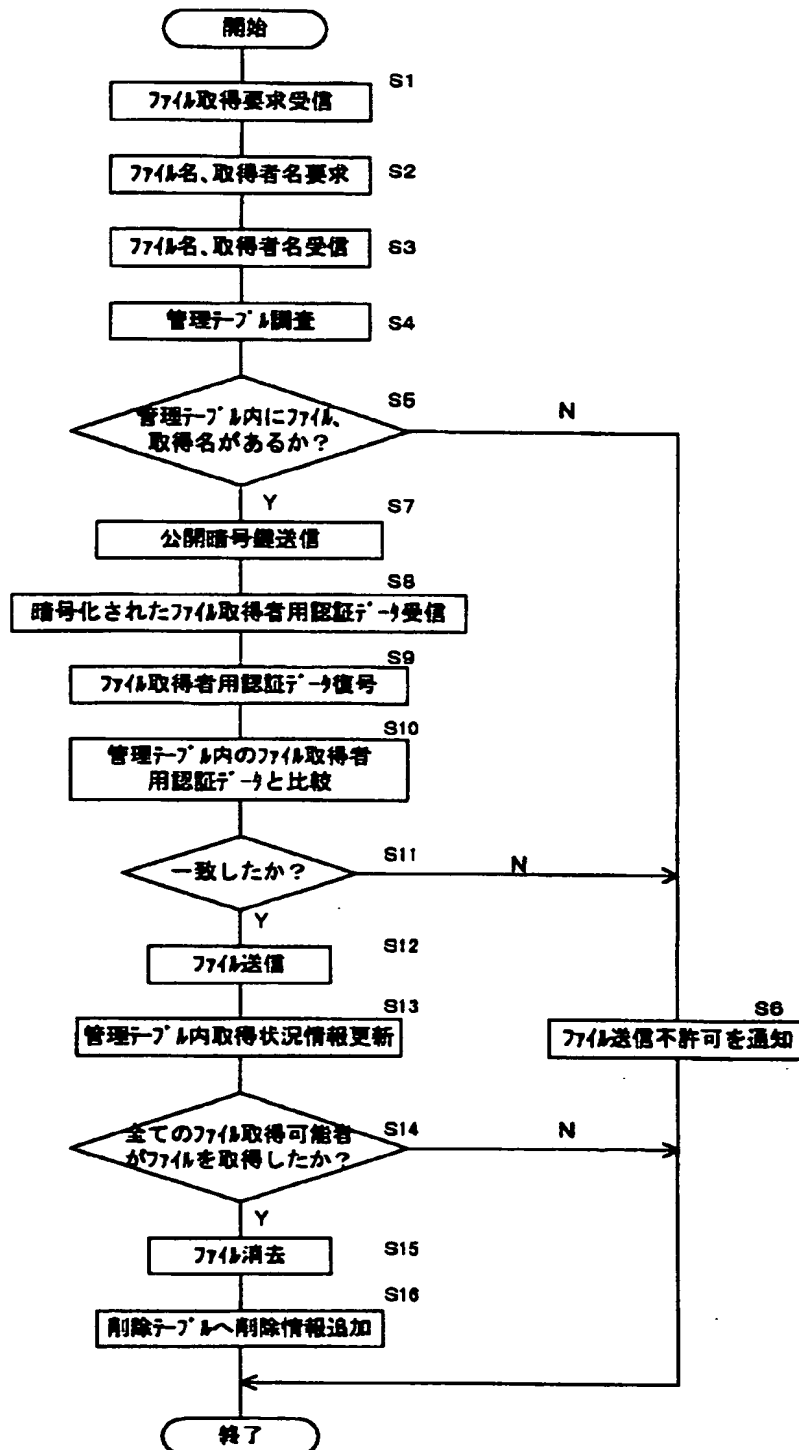 開始
S1
ファイル取得要求受信
S2
ファイル名、取得者名要求
S3
ファイル名、取得者名受信
S4
管理テーブル調査
S5
管理テーブル内にファイル、
取得名があるか？
N
Y
S7
公開暗号鍵送信
S8
暗号化されたファイル取得者用認証データ受信
S9
ファイル取得者用認証データ復号
S10
管理テーブル内のファイル取得者
用認証データと比較
S11
一致したか？
N
Y
S12
ファイル送信
S13
管理テーブル内取得状況情報更新
S6
ファイル送信不許可を通知
S14
全てのファイル取得可能者
がファイルを取得したか？
N
Y
S15
ファイル消去
S16
削除テーブルへ削除情報追加
終了